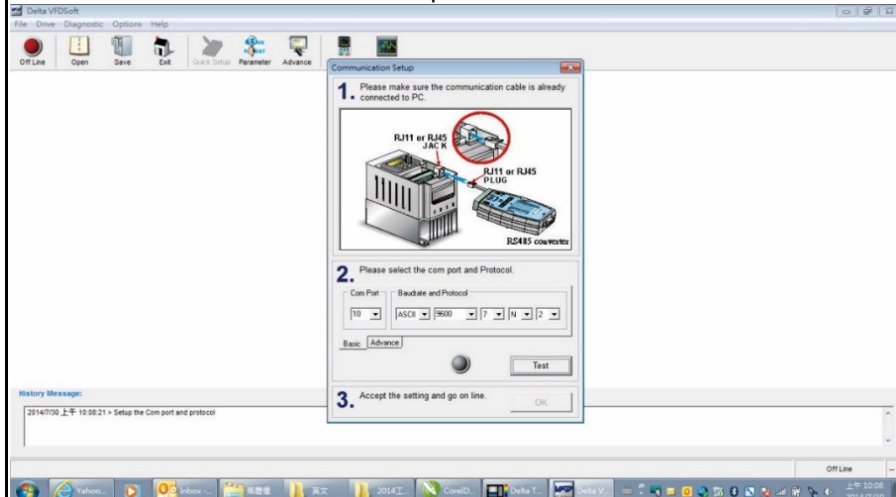 Delta VFDSoft
File Drive Diagnostic Options Help
Off Line Open Save Exit Quick Setup Parameter Advance
Communication Setup
1. Please make sure the communication cable is already
connected to PC.
RJ11 or RJ45
JACK
RJ11 or RJ45
PLUG
RS485 converter
2. Please select the com port and Protocol.
Com Port Baudrate and Protocol
10 ASCII 9600 7 N 2
Basic Advance
Test
3. Accept the setting and go on line.
OK
History Message:
2014/7/30 上午 10:08:21 > Setup the Com port and protocol
Off Line
Yahoo... Inbox -... 英文 2014工... CorelD... Delta T... Delta V...
上午 10:08